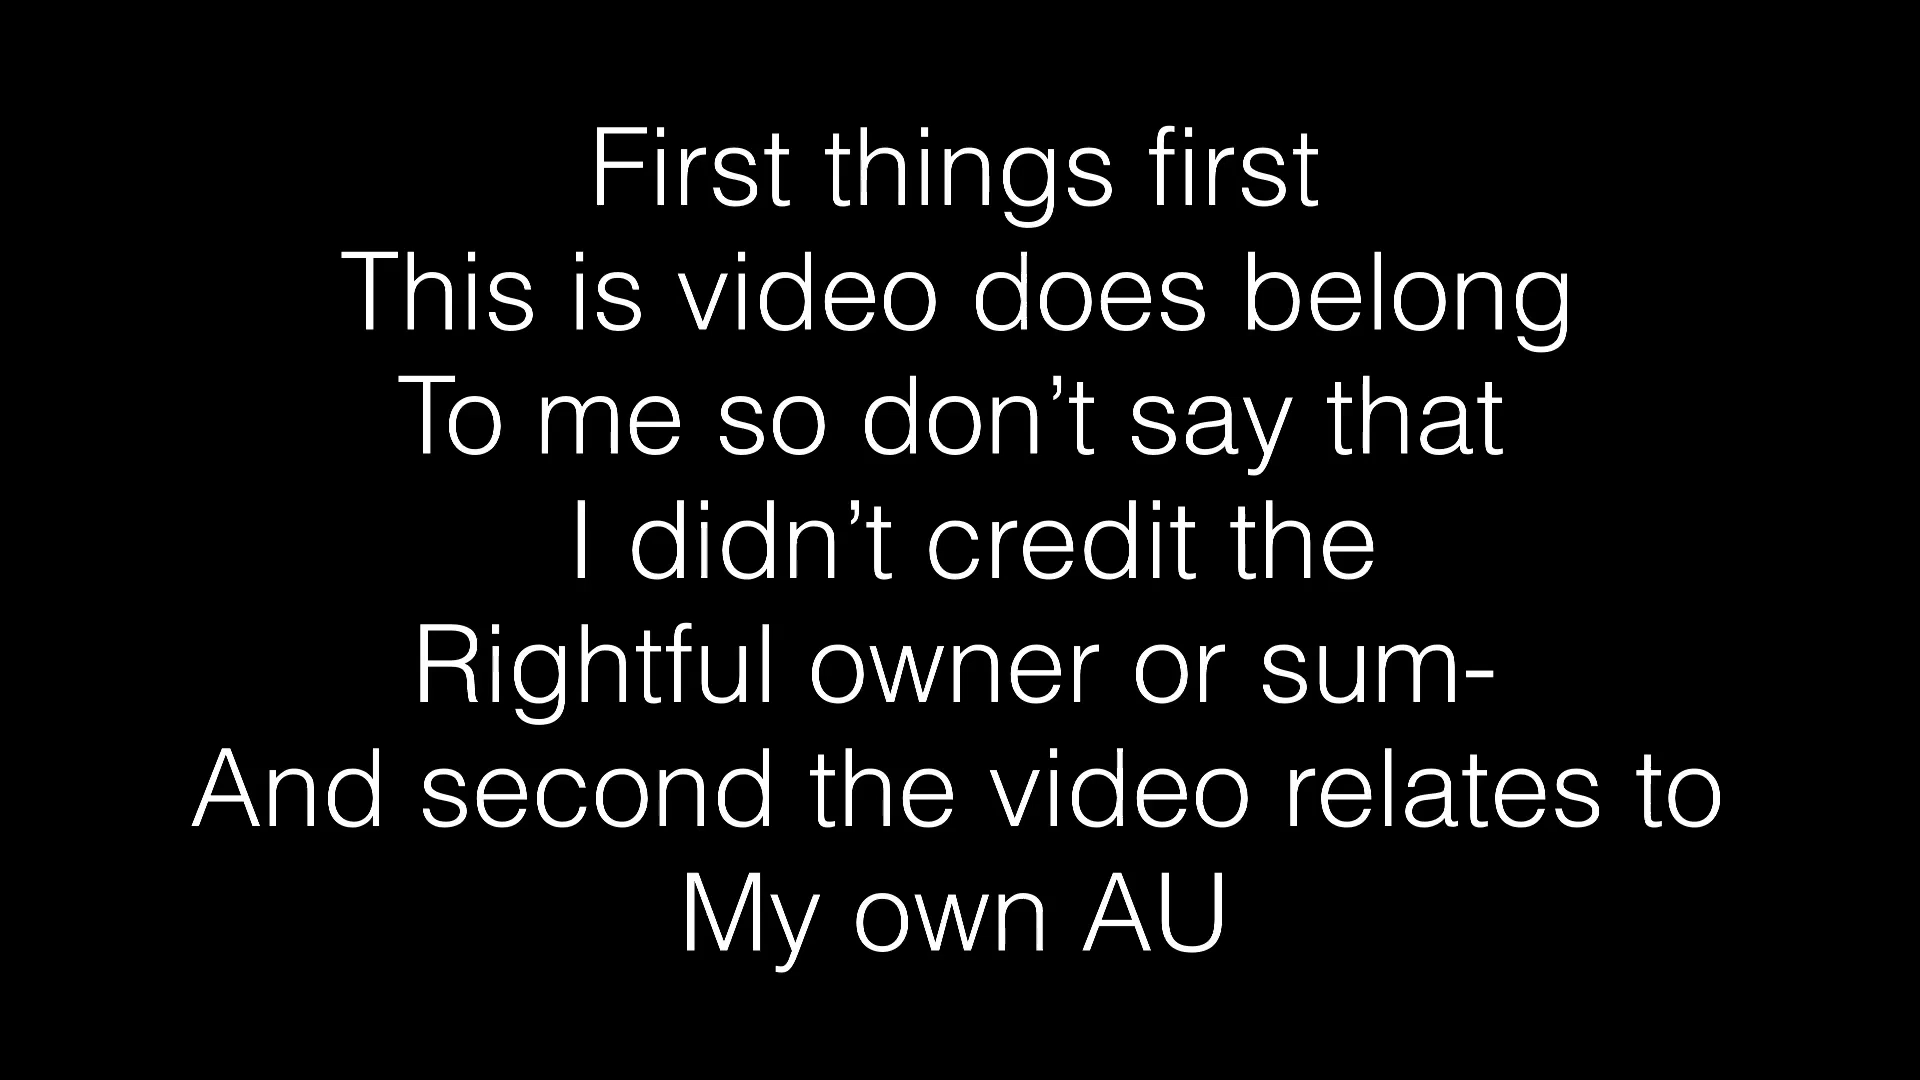 First things first
This is video does belong
To me so don’t say that
I didn’t credit the
Rightful owner or sum-
And second the video relates to
My own AU